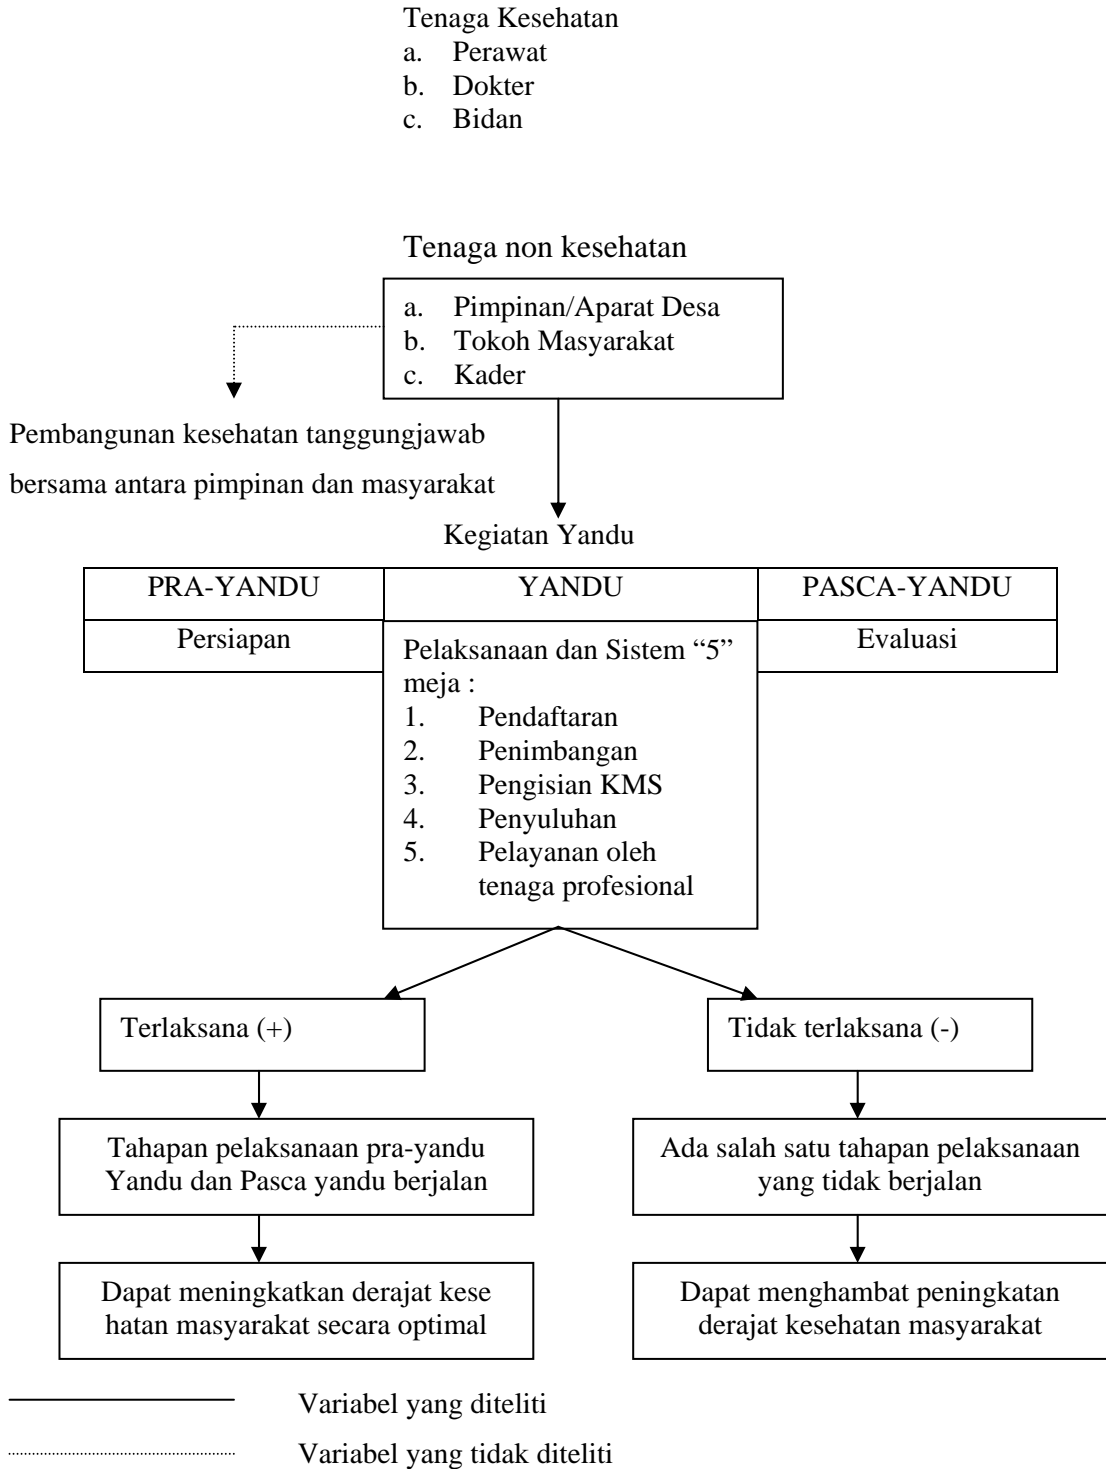 Tenaga Kesehatan
a. Perawat
b. Dokter
c. Bidan
Tenaga non kesehatan
a. Pimpinan/Aparat Desa
b. Tokoh Masyarakat
c. Kader
Pembangunan kesehatan tanggungjawab
bersama antara pimpinan dan masyarakat
Kegiatan Yandu
PRA-YANDU YANDU PASCA-YANDU
Persiapan
Pelaksanaan dan Sistem “5”
meja :
1. Pendaftaran
2. Penimbangan
3. Pengisian KMS
4. Penyuluhan
5. Pelayanan oleh
tenaga profesional
Evaluasi
Terlaksana (+)
Tidak terlaksana (-)
Tahapan pelaksanaan pra-yandu
Yandu dan Pasca yandu berjalan
Ada salah satu tahapan pelaksanaan
yang tidak berjalan
Dapat meningkatkan derajat kese
hatan masyarakat secara optimal
Dapat menghambat peningkatan
derajat kesehatan masyarakat
Variabel yang diteliti
Variabel yang tidak diteliti